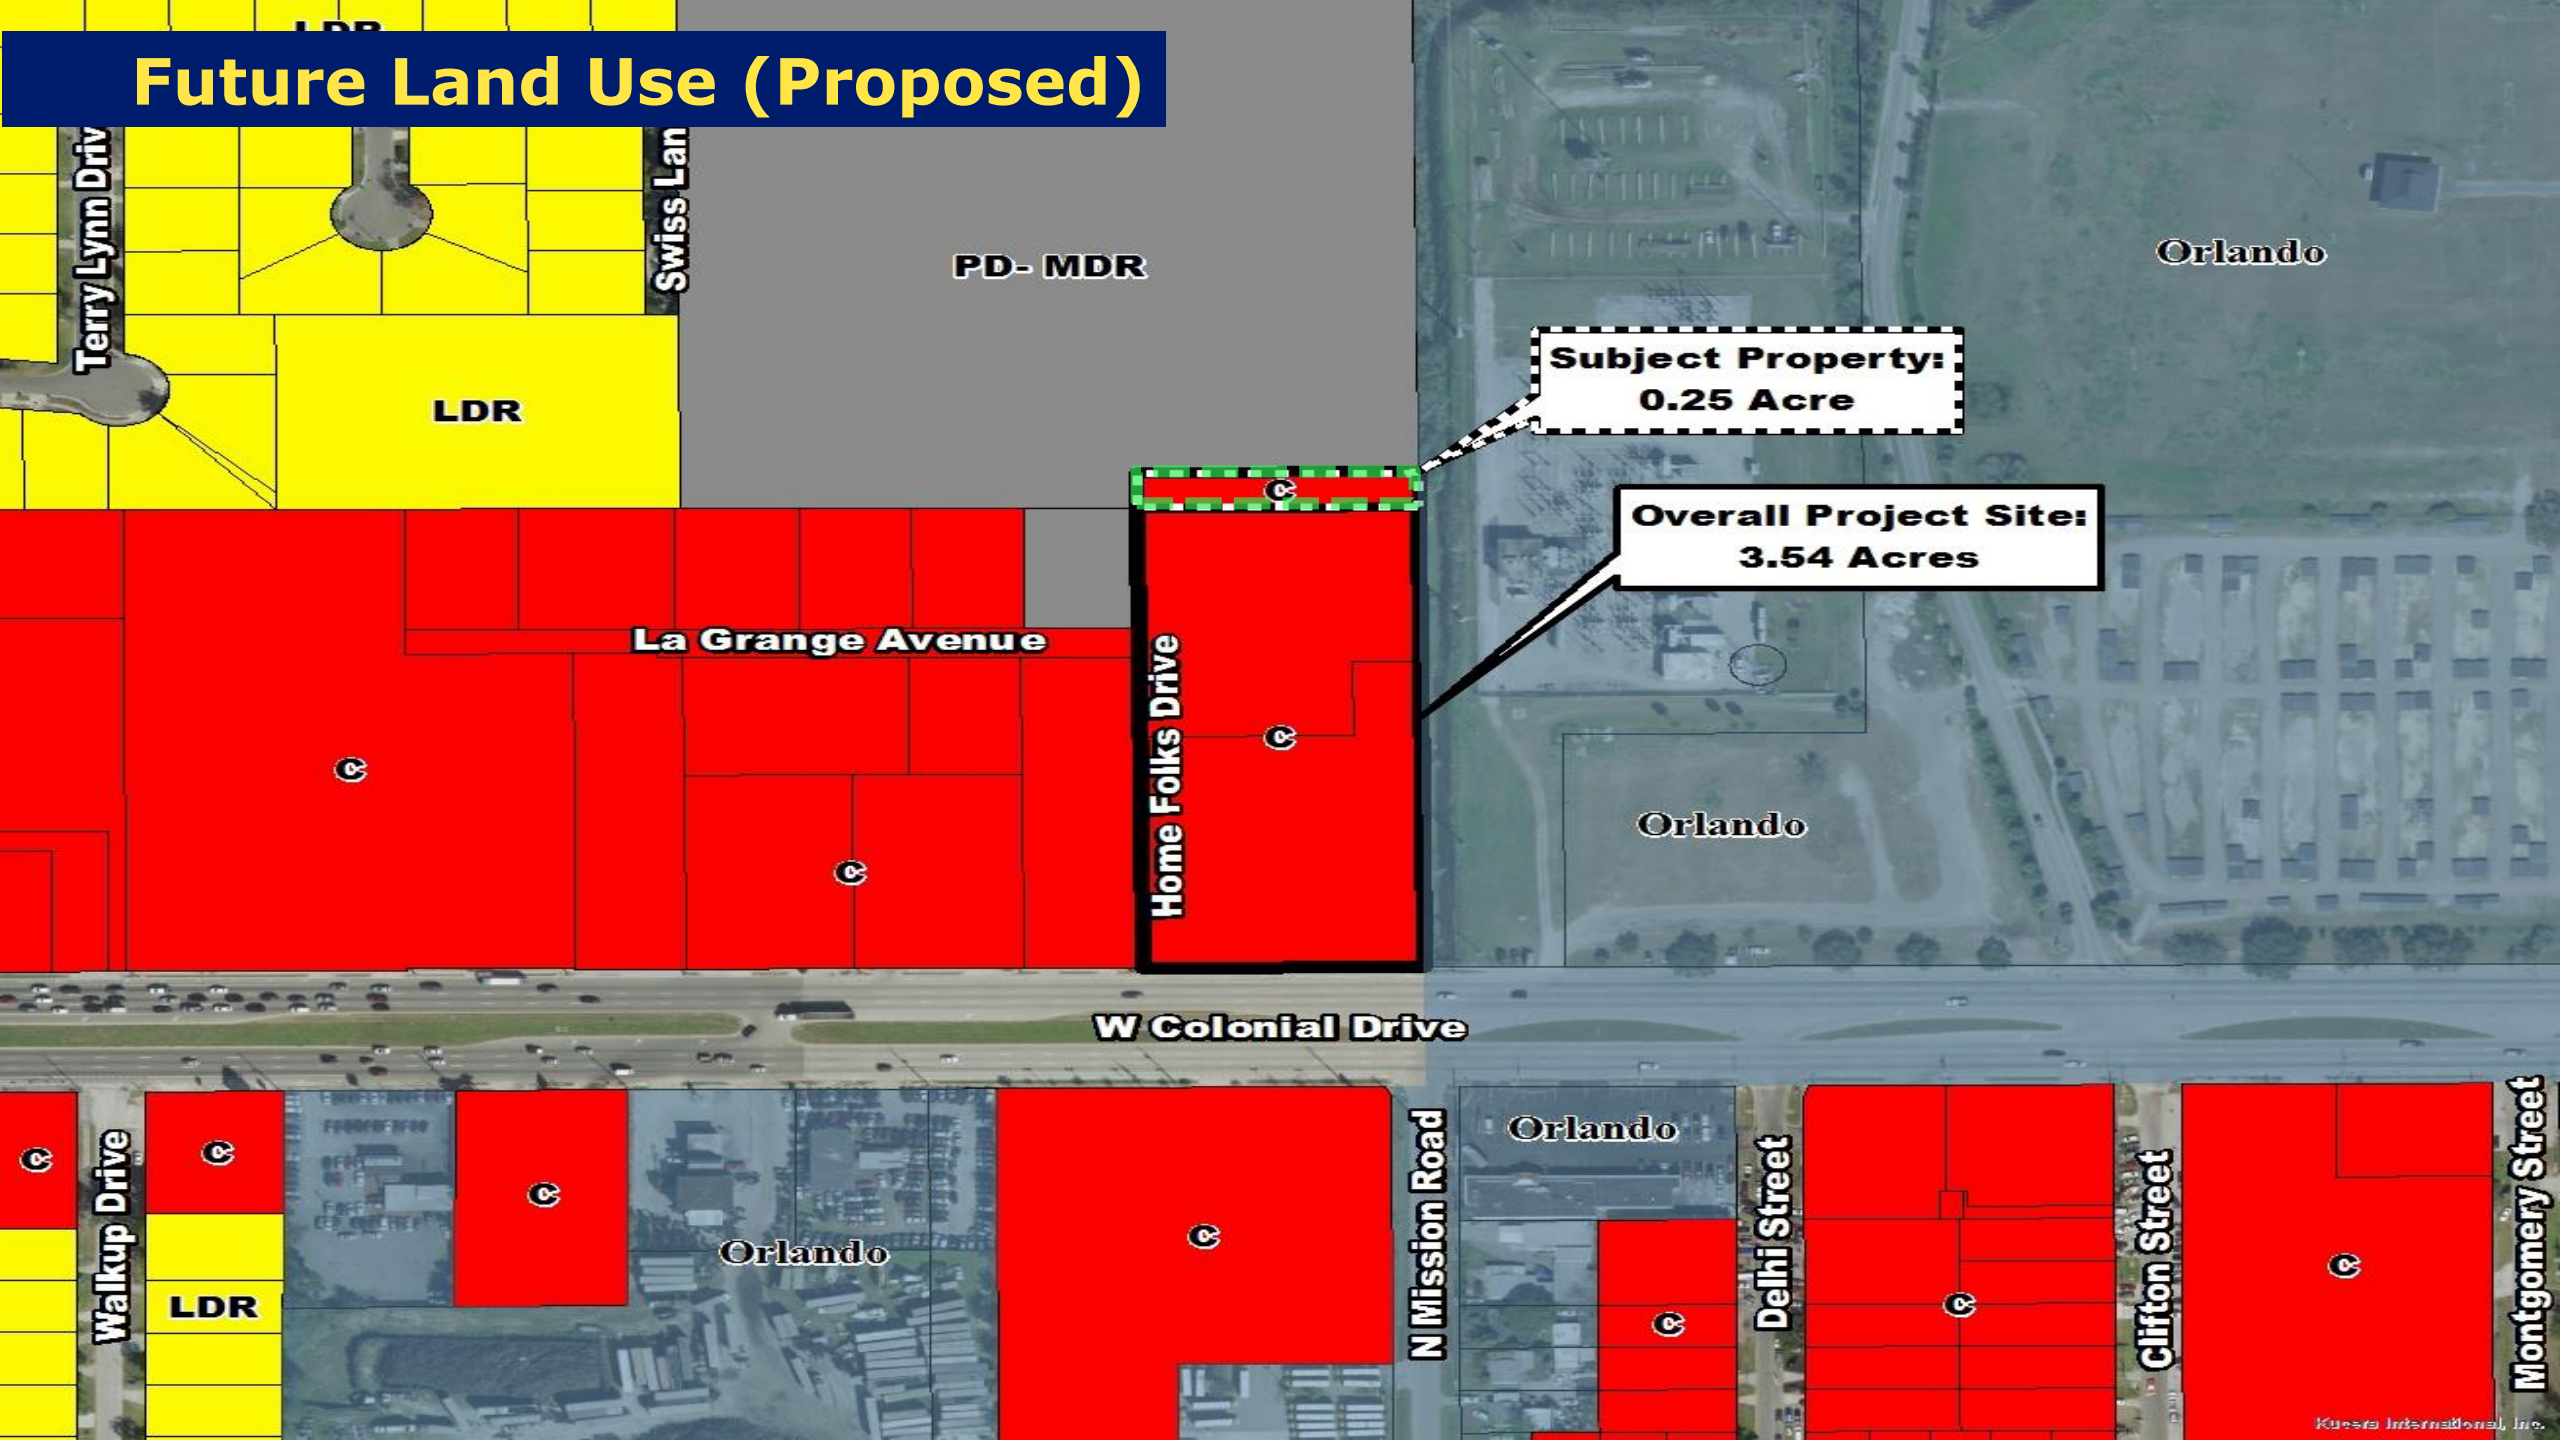 LDR
Future Land Use (Proposed)
Terry Lynn Driv
Swiss Lan
PD- MDR
Orlando
LDR
Subject Property:
0.25 Acre
C
Overall Project Site:
3.54 Acres
La Grange Avenue
Home Folks Drive
C
C
C
Orlando
W Colonial Drive
C
Walkup Drive
C
LDR
C
Orlando
C
N Mission Road
Orlando
C
Delhi Street
C
Clifton Street
C
Montgomery Street
Kucera International, Inc.